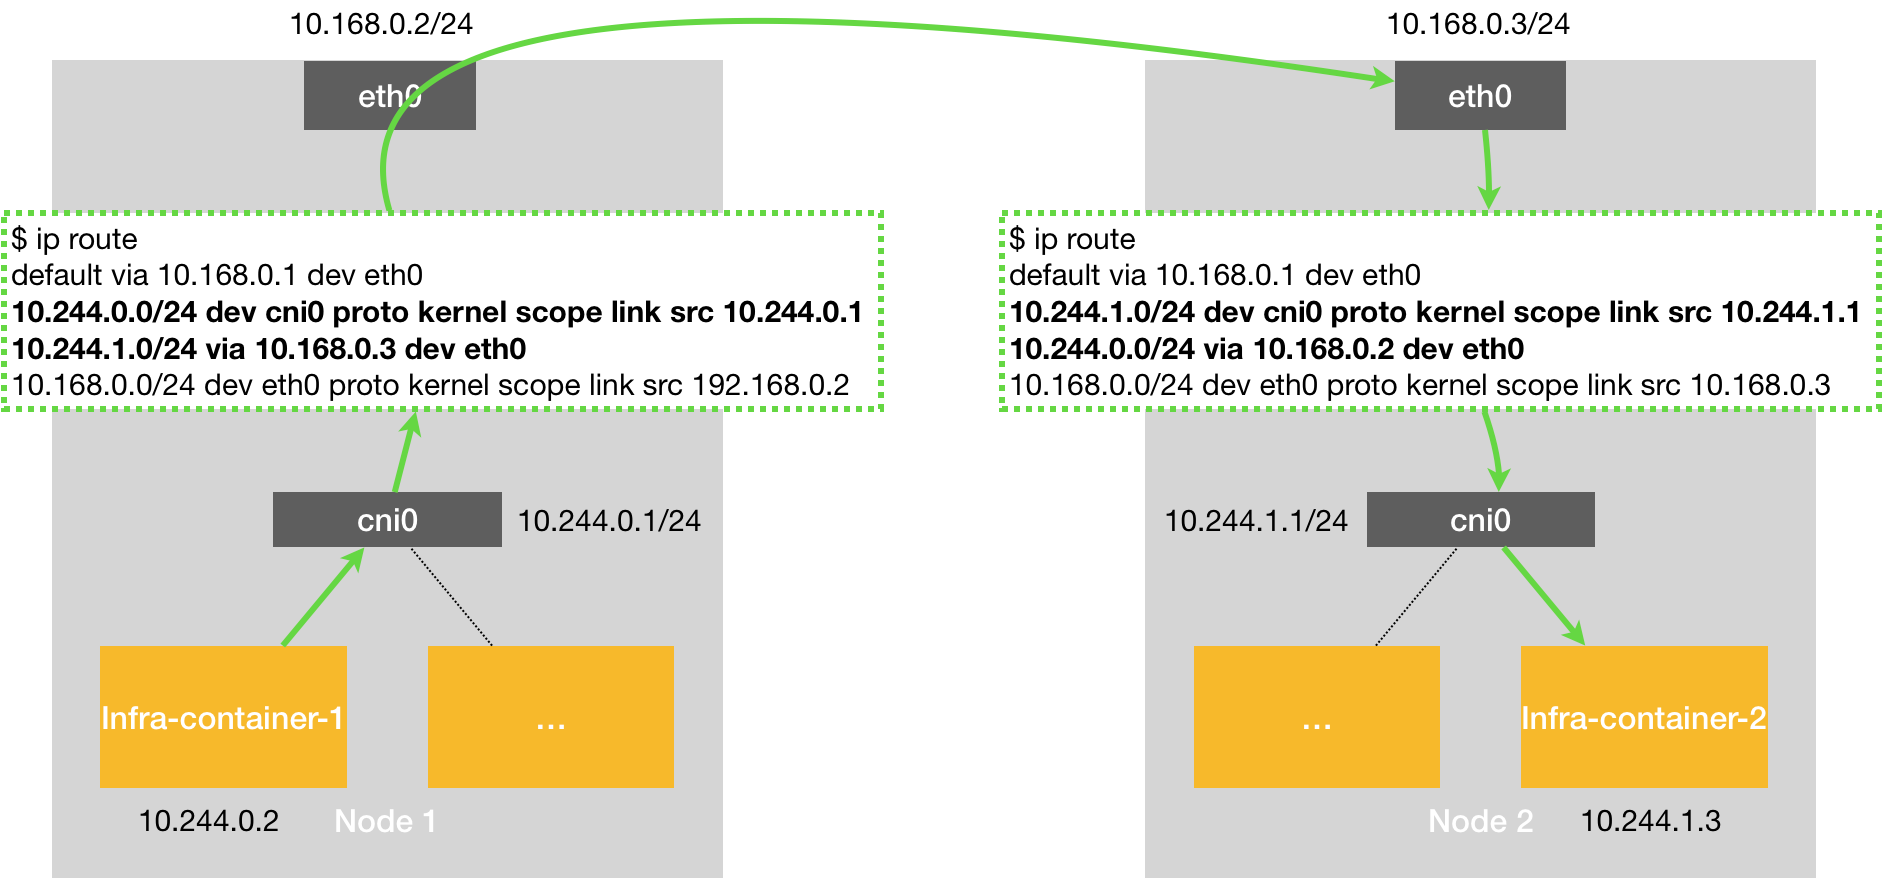 10.168.0.2/24
10.168.0.3/24
eth0
eth0
$ ip route
default via 10.168.0.1 dev eth0
10.244.0.0/24 dev cni0 proto kernel scope link src 10.244.0.1
10.244.1.0/24 via 10.168.0.3 dev eth0
10.168.0.0/24 dev eth0 proto kernel scope link src 192.168.0.2
$ ip route
default via 10.168.0.1 dev eth0
10.244.1.0/24 dev cni0 proto kernel scope link src 10.244.1.1
10.244.0.0/24 via 10.168.0.2 dev eth0
10.168.0.0/24 dev eth0 proto kernel scope link src 10.168.0.3
cni0
10.244.0.1/24
10.244.1.1/24
cni0
Infra-container-1
...
...
Infra-container-2
10.244.0.2
Node 1
Node 2
10.244.1.3